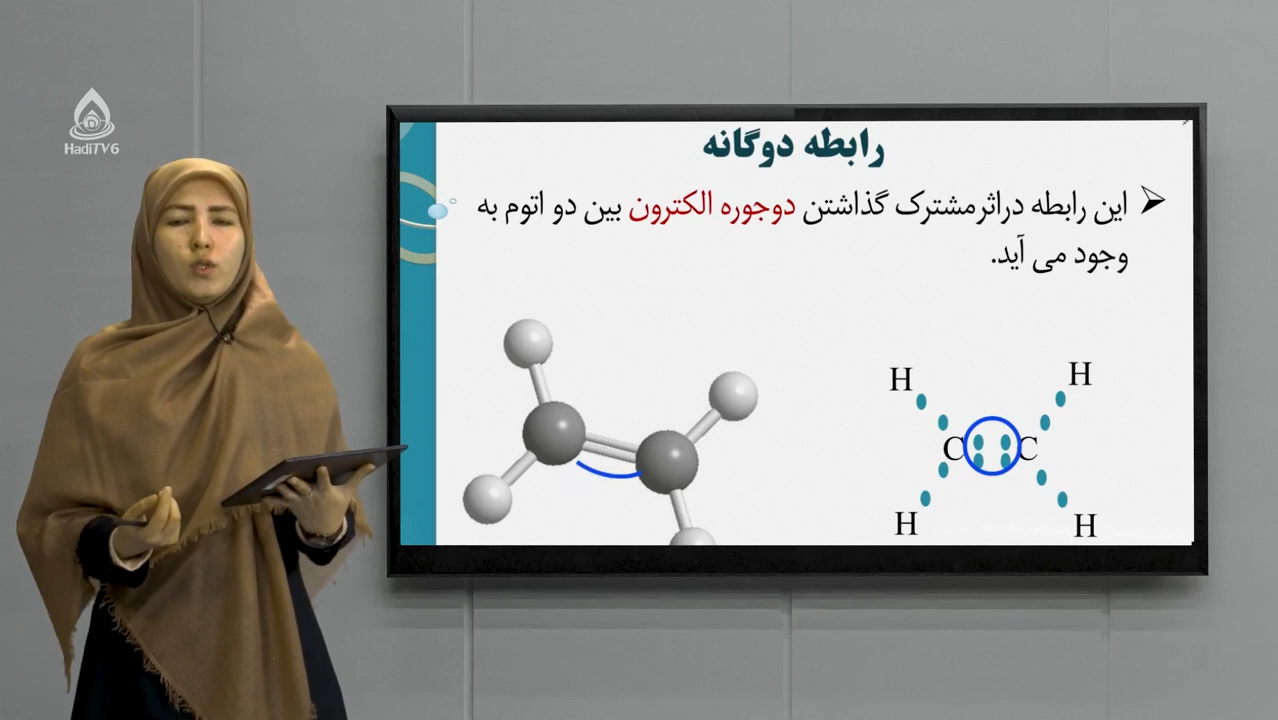 HadiTV6
رابطه دوگانه
این رابطه دراثرمشترک گذاشتن دوجوره الکترون بین دو اتوم به
وجود می آید.
H H
C C
H H